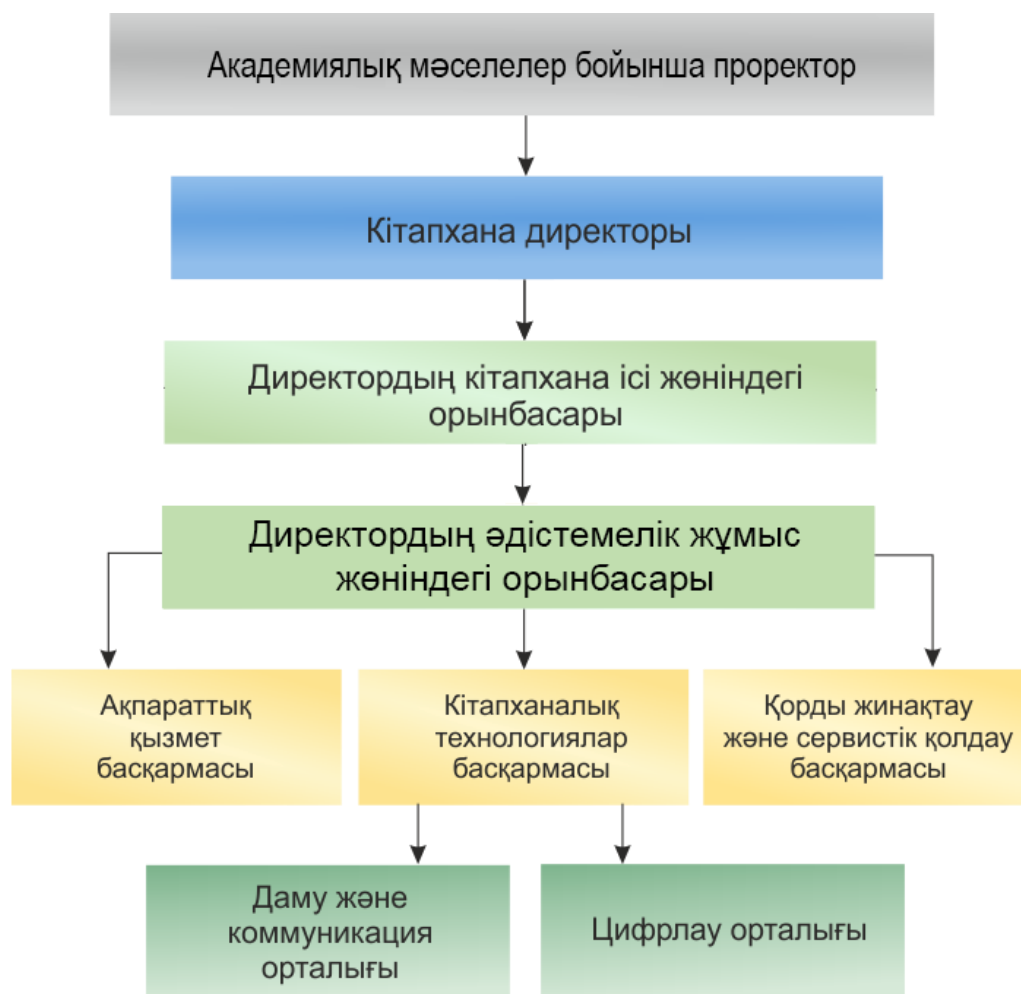 Академиялық мәселелер бойынша проректор
Кітапхана директоры
Директордың кітапхана ісі жөніндегі
орынбасары
Директордың әдістемелік жұмыс
жөніндегі орынбасары
Ақпараттық
қызмет
басқармасы
Кітапханалық
технологиялар
басқармасы
Қорды жинақтау
және сервистік қолдау
басқармасы
Даму және
коммуникация
орталығы
Цифрлау орталығы